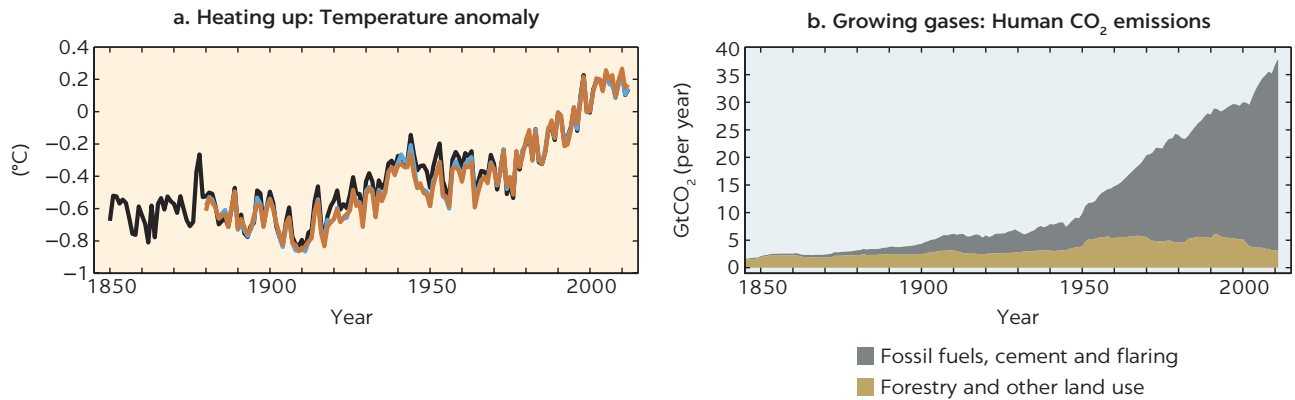 a. Heating up: Temperature anomaly
0.4
0.2
0
−0.2
−0.4
−0.6
−0.8
−1
(°C)
1850 1900 1950 2000
Year
b. Growing gases: Human CO₂ emissions
40
35
30
25
20
15
10
5
0
GtCO₂ (per year)
1850 1900 1950 2000
Year
Fossil fuels, cement and flaring
Forestry and other land use